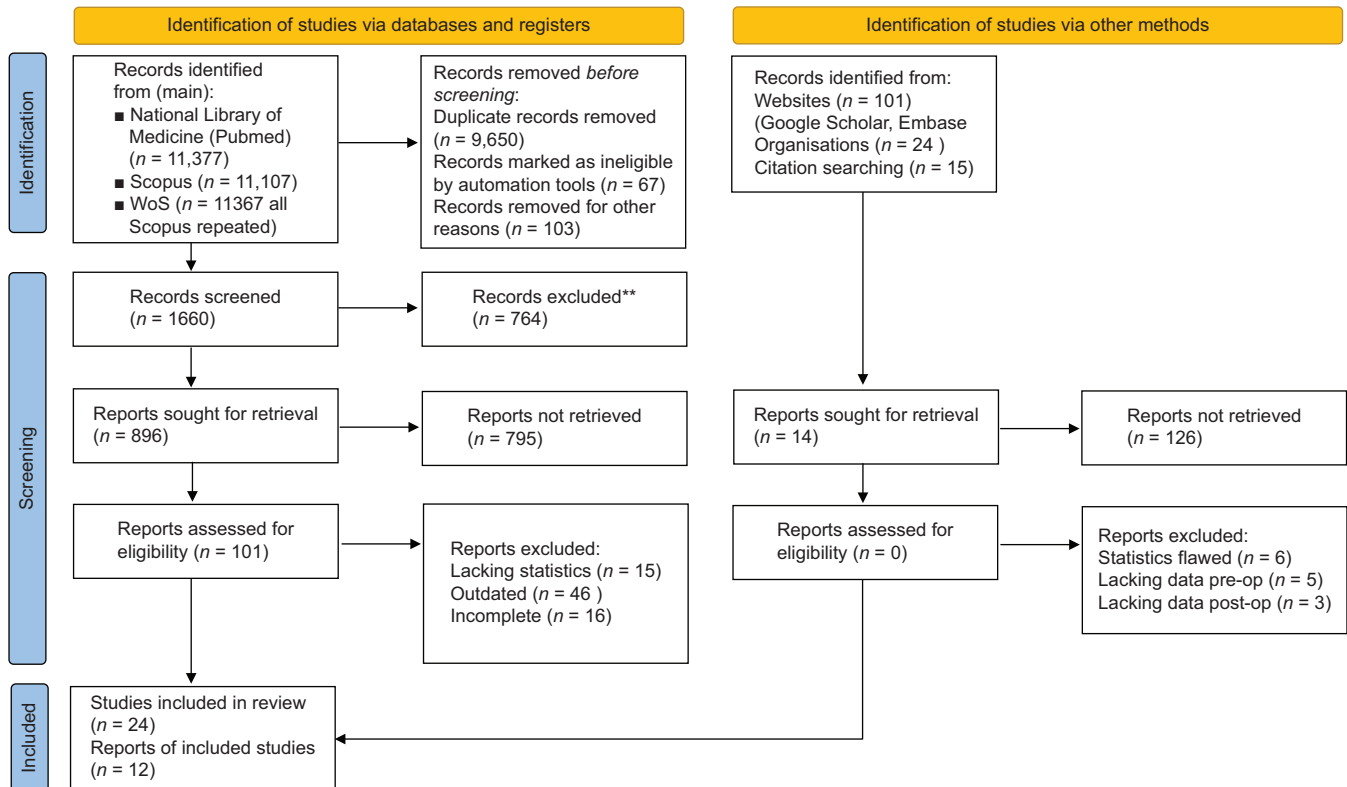 Identification of studies via databases and registers
Identification of studies via other methods
Identification
Records identified
from (main):
■ National Library of
Medicine (Pubmed)
(n = 11,377)
■ Scopus (n = 11,107)
■ WoS (n = 11367 all
Scopus repeated)
Records removed before
screening:
Duplicate records removed
(n = 9,650)
Records marked as ineligible
by automation tools (n = 67)
Records removed for other
reasons (n = 103)
Records identified from:
Websites (n = 101)
(Google Scholar, Embase
Organisations (n = 24 )
Citation searching (n = 15)
Screening
Records screened
(n = 1660)
Records excluded**
(n = 764)
Reports sought for retrieval
(n = 896)
Reports not retrieved
(n = 795)
Reports sought for retrieval
(n = 14)
Reports not retrieved
(n = 126)
Reports assessed for
eligibility (n = 101)
Reports excluded:
Lacking statistics (n = 15)
Outdated (n = 46 )
Incomplete (n = 16)
Reports assessed for
eligibility (n = 0)
Reports excluded:
Statistics flawed (n = 6)
Lacking data pre-op (n = 5)
Lacking data post-op (n = 3)
Included
Studies included in review
(n = 24)
Reports of included studies
(n = 12)